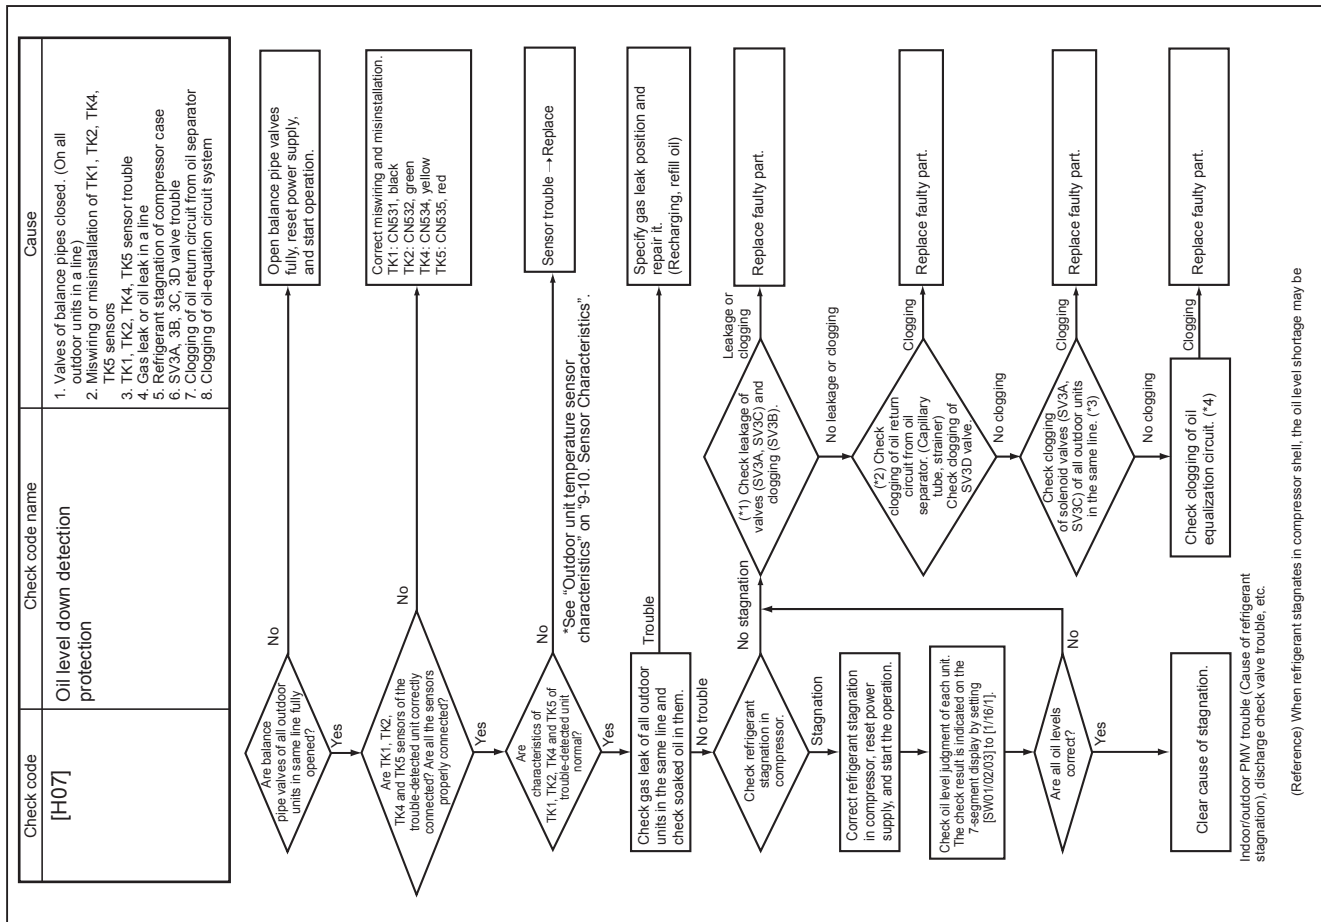 Check code
Check code name
Cause
[H07]
Oil level down detection
protection
1. Valves of balance pipes closed. (On all
outdoor units in a line)
2. Miswiring or misinstallation of TK1, TK2, TK4,
TK5 sensors
3. TK1, TK2, TK4, TK5 sensor trouble
4. Gas leak or oil leak in a line
5. Refrigerant stagnation of compressor case
6. SV3A, 3B, 3C, 3D valve trouble
7. Clogging of oil return circuit from oil separator
8. Clogging of oil-equation circuit system
Are balance
pipe valves of all outdoor
units in same line fully
opened?
No
Open balance pipe valves
fully, reset power supply,
and start operation.
Yes
Are TK1, TK2,
TK4 and TK5 sensors of the
trouble-detected unit correctly
connected? Are all the sensors
properly connected?
No
Correct miswiring and misinstallation.
TK1: CN531, black
TK2: CN532, green
TK4: CN534, yellow
TK5: CN535, red
Yes
Are
characteristics of
TK1, TK2, TK4 and TK5 of
trouble-detected unit
normal?
No
Sensor trouble → Replace
*See “Outdoor unit temperature sensor
characteristics” on “9-10. Sensor Characteristics”.
Yes
Check gas leak of all outdoor
units in the same line and
check soaked oil in them.
Trouble
Specify gas leak position and
repair it.
(Recharging, refill oil)
No trouble
Check refrigerant
stagnation in
compressor.
No stagnation
(*1) Check leakage of
valves (SV3A, SV3C) and
clogging (SV3B).
Leakage or
clogging
Replace faulty part.
Stagnation
No leakage or clogging
Correct refrigerant stagnation
in compressor, reset power
supply, and start the operation.
(*2) Check
clogging of oil return
circuit from oil
separator. (Capillary
tube, strainer)
Check clogging of
SV3D valve.
Clogging
Replace faulty part.
Check oil level judgment of each unit.
The check result is indicated on the
7-segment display by setting
[SW01/02/03] to [1/16/1].
No clogging
Are all oil levels
correct?
No
Check clogging
of solenoid valves (SV3A,
SV3C) of all outdoor units
in the same line. (*3)
Clogging
Replace faulty part.
Yes
No clogging
Clear cause of stagnation.
Check clogging of oil
equalization circuit. (*4)
Clogging
Replace faulty part.
Indoor/outdoor PMV trouble (Cause of refrigerant
stagnation), discharge check valve trouble, etc.
(Reference) When refrigerant stagnates in compressor shell, the oil level shortage may be